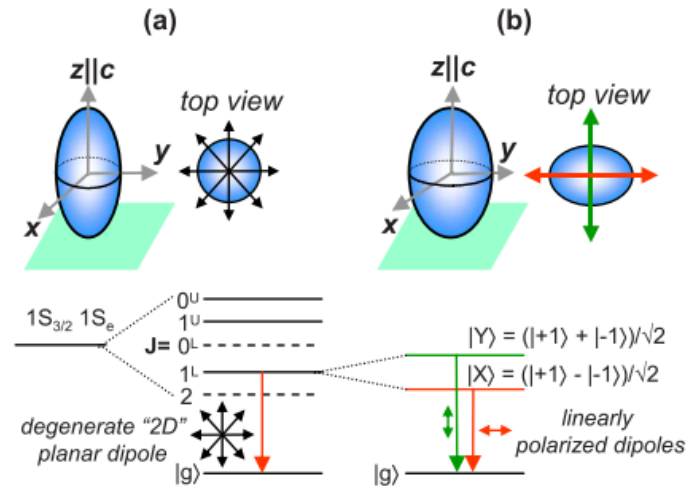 (a)
z||c
top view
y
x
(b)
z||c
top view
y
x
1S3/2 1Se
J=
0ᵁ
1ᵁ
0ᴸ
1ᴸ
2
degenerate “2D”
planar dipole
|g⟩
|Y⟩ = (|+1⟩ + |-1⟩)/√2
|X⟩ = (|+1⟩ - |-1⟩)/√2
linearly
polarized dipoles
|g⟩